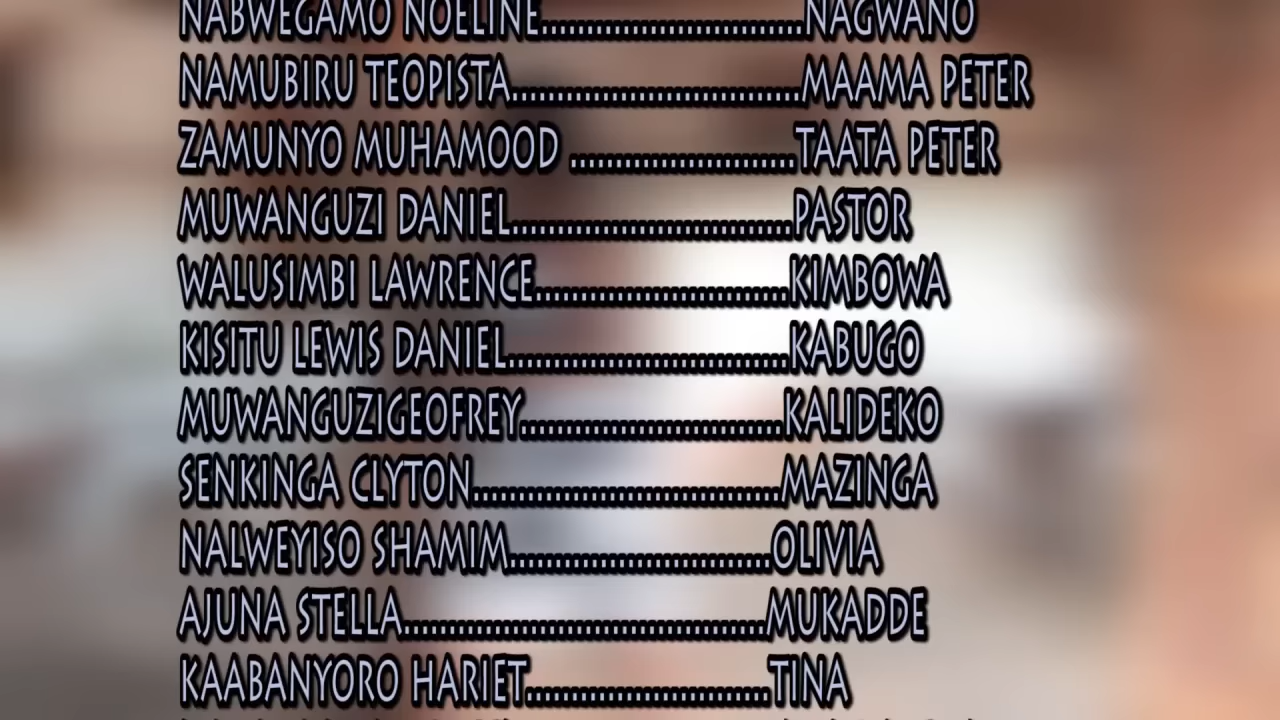 NABWEGAMO NOELINE............................NAGWANO
NAMUBIRU TEOPISTA...............................MAAMA PETER
ZAMUNYO MUHAMOOD ........................TAATA PETER
MUWANGUZI DANIEL..............................PASTOR
WALUSIMBI LAWRENCE...........................KIMBOWA
KISITU LEWIS DANIEL..............................KABUGO
MUWANGUZIGEOFREY............................KALIDEKO
SENKINGA CLYTON.................................MAZINGA
NALWEYISO SHAMIM............................OLIVIA
AJUNA STELLA.......................................MUKADDE
KAABANYORO HARIET..........................TINA